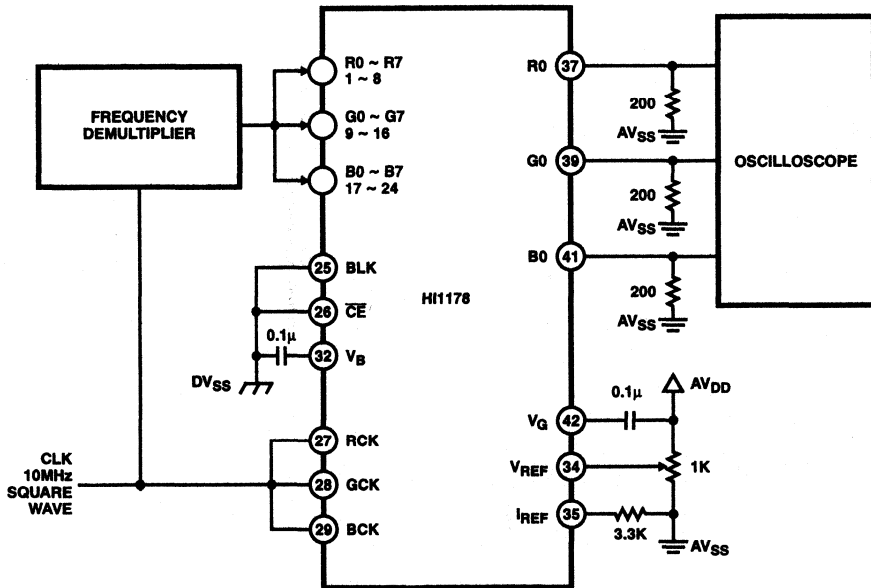 FREQUENCY
DEMULTIPLIER
R0 ~ R7
1 ~ 8
G0 ~ G7
9 ~ 16
B0 ~ B7
17 ~ 24
25 BLK
26 C̅E̅
0.1μ
32 VB
DVSS
27 RCK
28 GCK
29 BCK
CLK
10MHz
SQUARE
WAVE
HI1178
R0 37
200
AVSS
G0 39
200
AVSS
B0 41
200
AVSS
OSCILLOSCOPE
AVDD
0.1μ
VG 42
VREF 34
1K
IREF 35
3.3K
AVSS